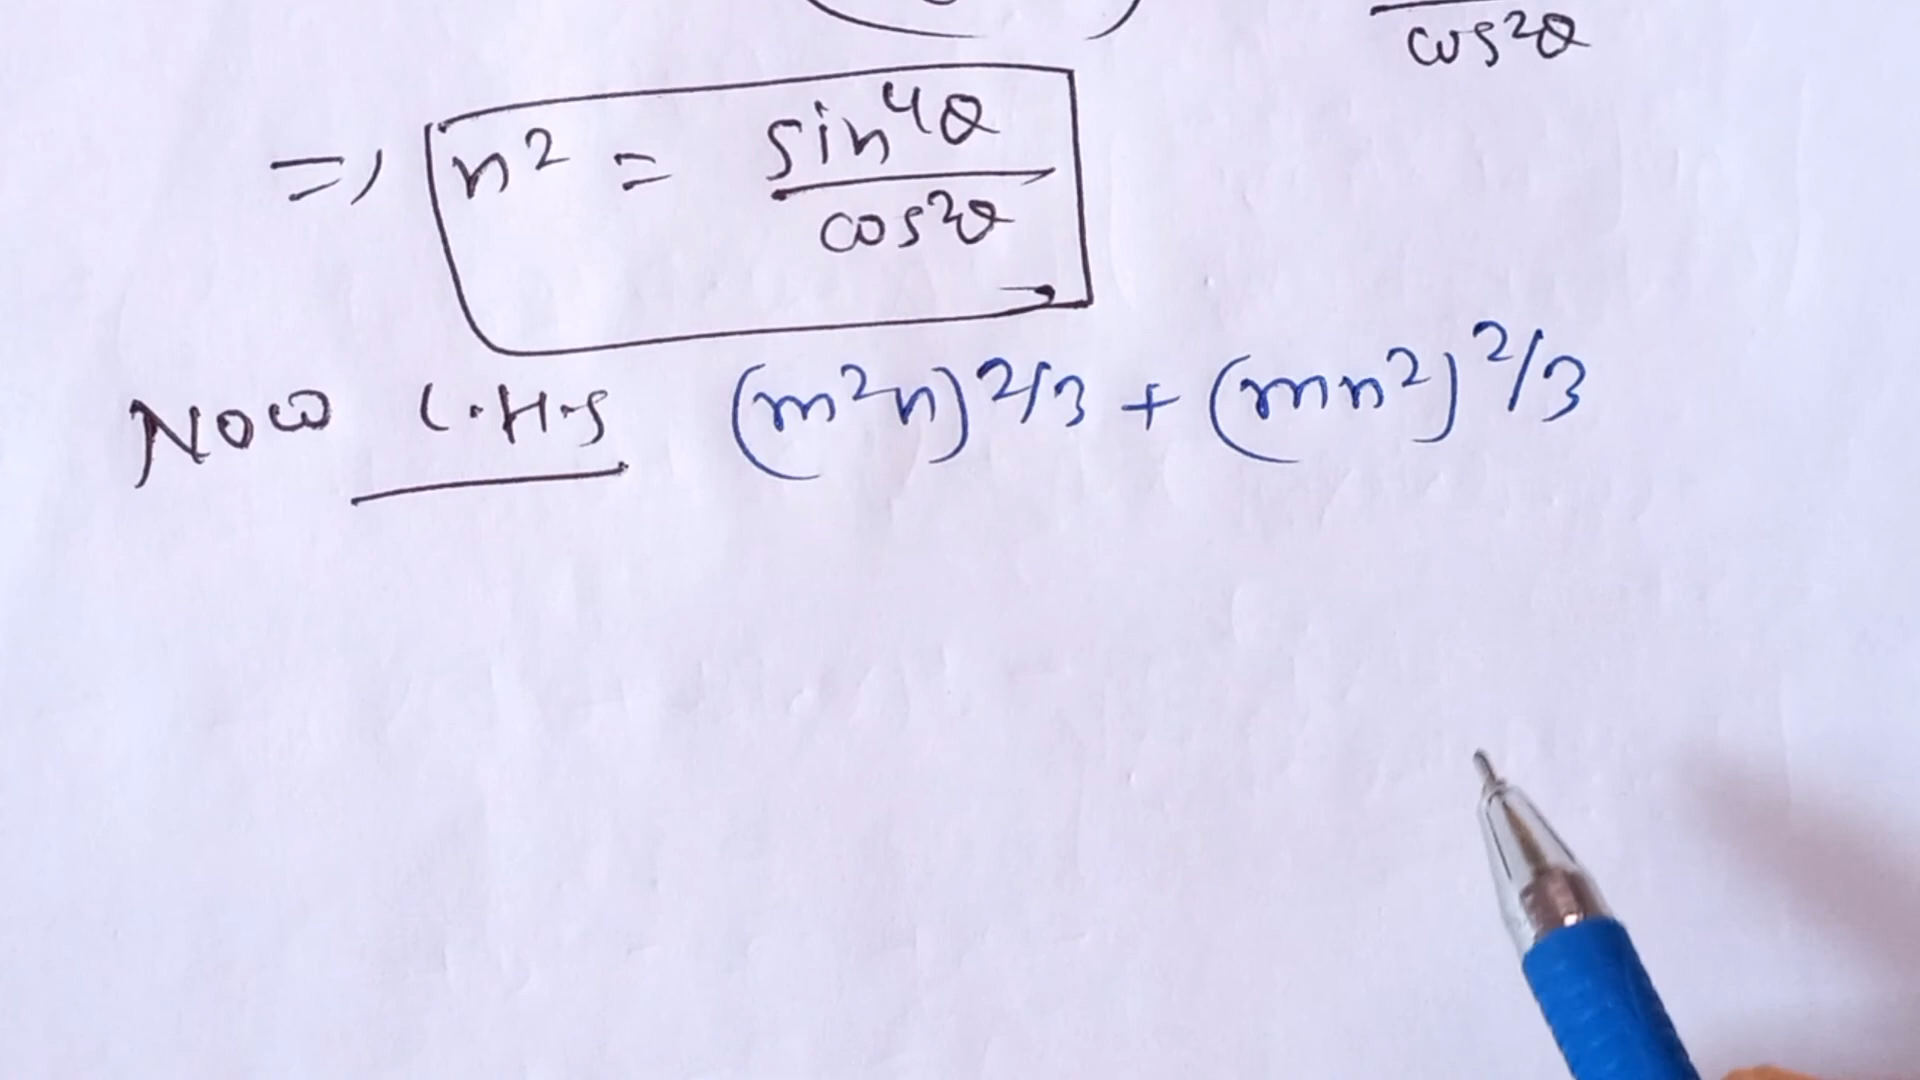 cos²θ
=> n² = sin⁴θ / cos²θ
Now L.H.S (m²n)^2/3 + (mn²)^2/3